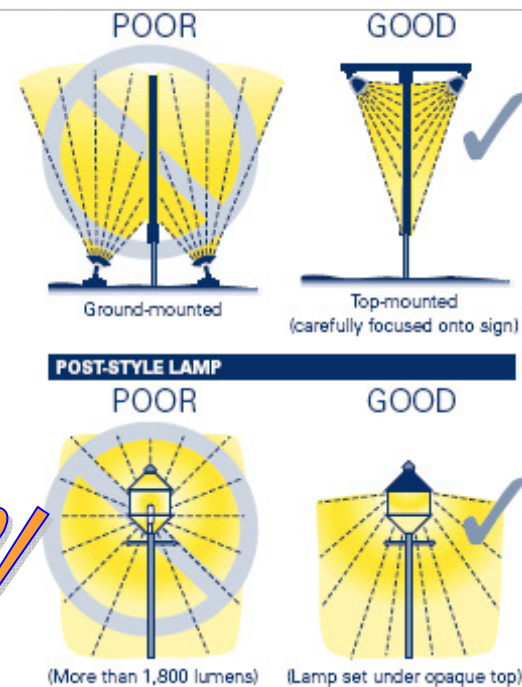 POOR
GOOD
Ground-mounted
Top-mounted
(carefully focused onto sign)
POST-STYLE LAMP
POOR
GOOD
(More than 1,800 lumens)
(Lamp set under opaque top)